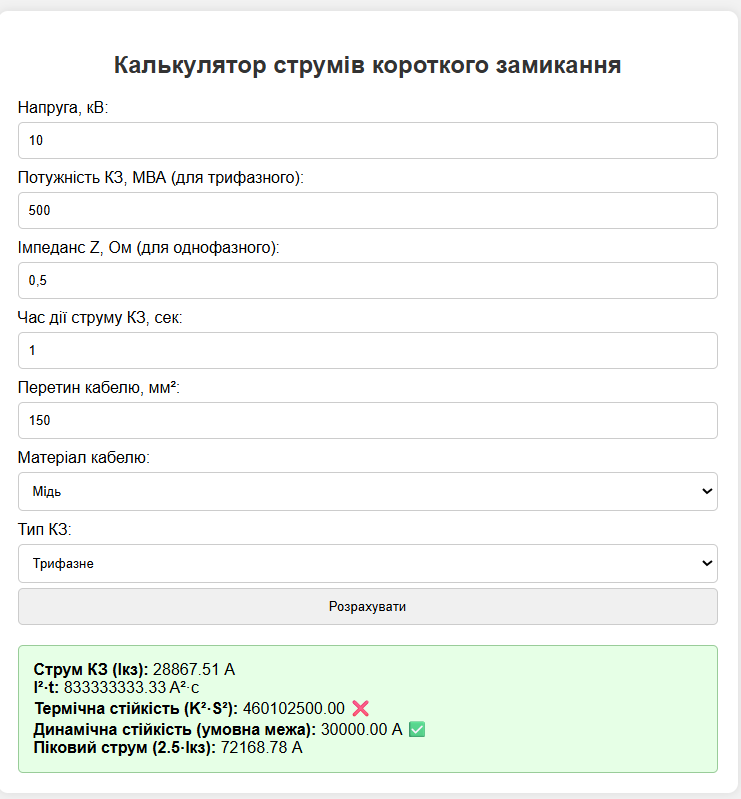 Калькулятор струмів короткого замикання
Напруга, кВ:
10
Потужність КЗ, МВА (для трифазного):
500
Імпеданс Z, Ом (для однофазного):
0,5
Час дії струму КЗ, сек:
1
Перетин кабелю, мм²:
150
Матеріал кабелю:
Мідь
Тип КЗ:
Трифазне
Розрахувати
Струм КЗ (Iкз): 28867.51 А
I²·t: 833333333.33 А²·с
Термічна стійкість (K²·S²): 460102500.00 ❌
Динамічна стійкість (умовна межа): 30000.00 А ✅
Піковий струм (2.5·Iкз): 72168.78 А